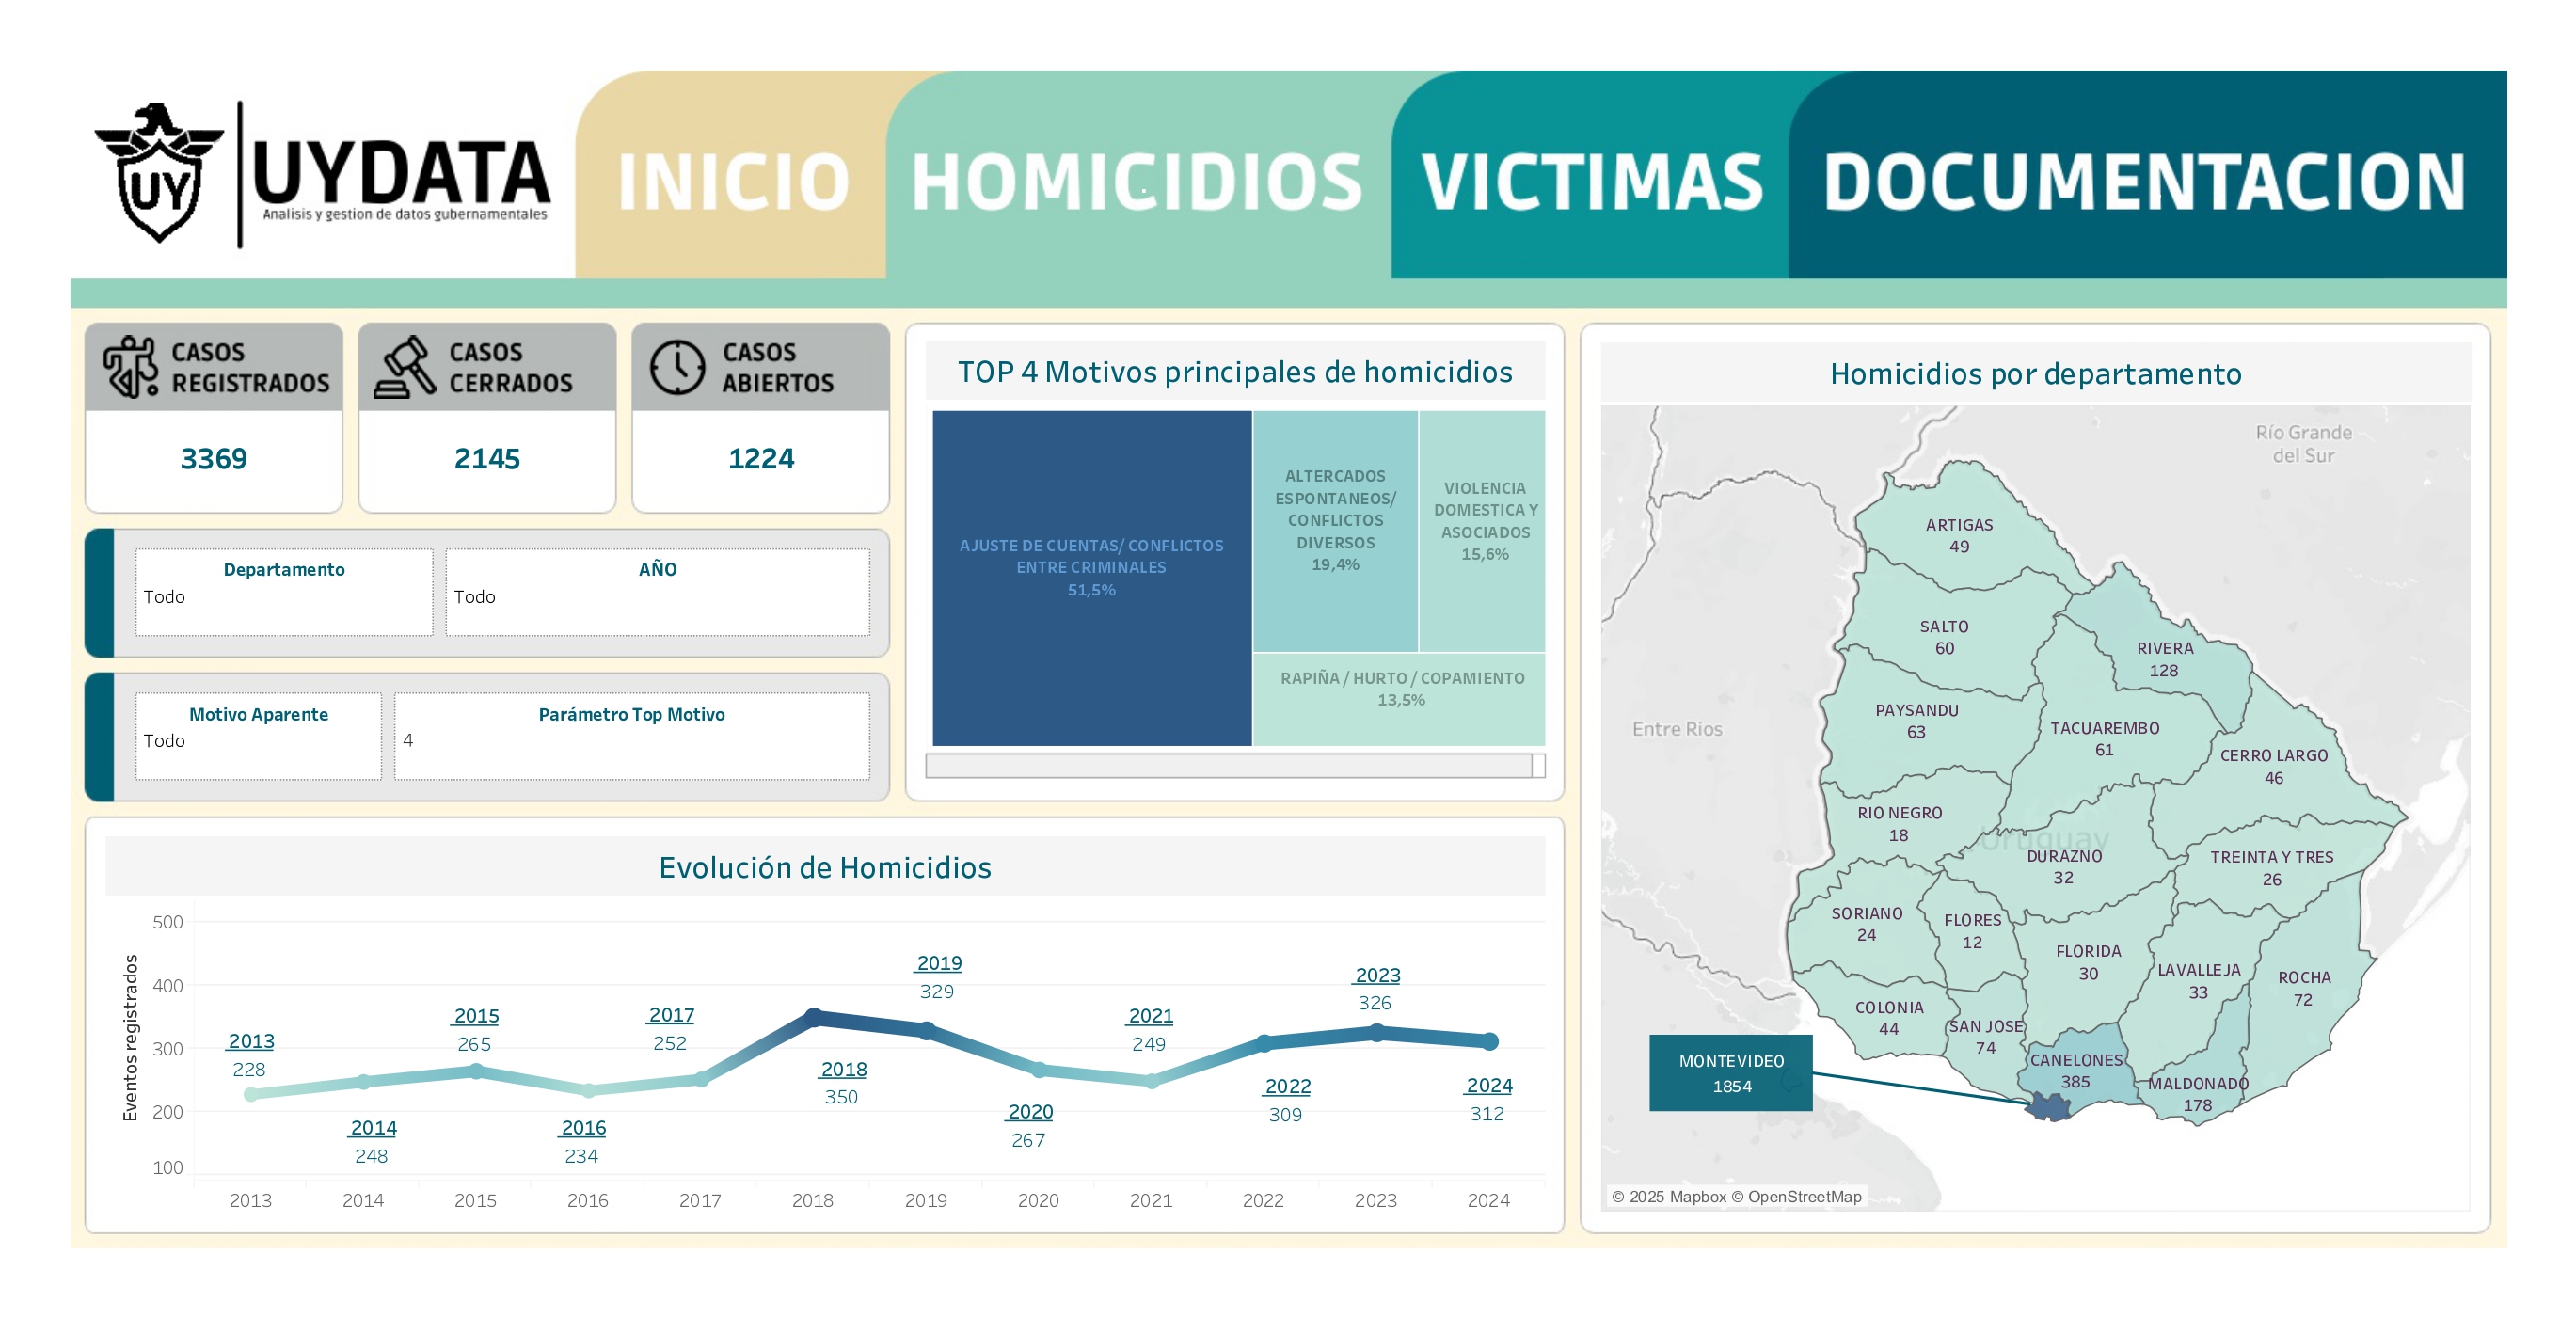 UY
UYDATA
Analisis y gestion de datos gubernamentales
INICIO
HOMICIDIOS
VICTIMAS
DOCUMENTACION
CASOS
REGISTRADOS
3369
CASOS
CERRADOS
2145
CASOS
ABIERTOS
1224
Departamento
Todo
AÑO
Todo
Motivo Aparente
Todo
Parámetro Top Motivo
4
TOP 4 Motivos principales de homicidios
AJUSTE DE CUENTAS/ CONFLICTOS
ENTRE CRIMINALES
51,5%
ALTERCADOS
ESPONTANEOS/
CONFLICTOS
DIVERSOS
19,4%
VIOLENCIA
DOMESTICA Y
ASOCIADOS
15,6%
RAPIÑA / HURTO / COPAMIENTO
13,5%
Evolución de Homicidios
Eventos registrados
500
400
300
200
100
2013
228
2014
248
2015
265
2016
234
2017
252
2018
350
2019
329
2020
267
2021
249
2022
309
2023
326
2024
312
2013
2014
2015
2016
2017
2018
2019
2020
2021
2022
2023
2024
Homicidios por departamento
Río Grande
del Sur
Entre Rios
Uruguay
ARTIGAS
49
SALTO
60
RIVERA
128
PAYSANDU
63
TACUAREMBO
61
CERRO LARGO
46
RIO NEGRO
18
DURAZNO
32
TREINTA Y TRES
26
SORIANO
24
FLORES
12
FLORIDA
30
LAVALLEJA
33
ROCHA
72
COLONIA
44
SAN JOSE
74
CANELONES
385
MALDONADO
178
MONTEVIDEO
1854
© 2025 Mapbox © OpenStreetMap